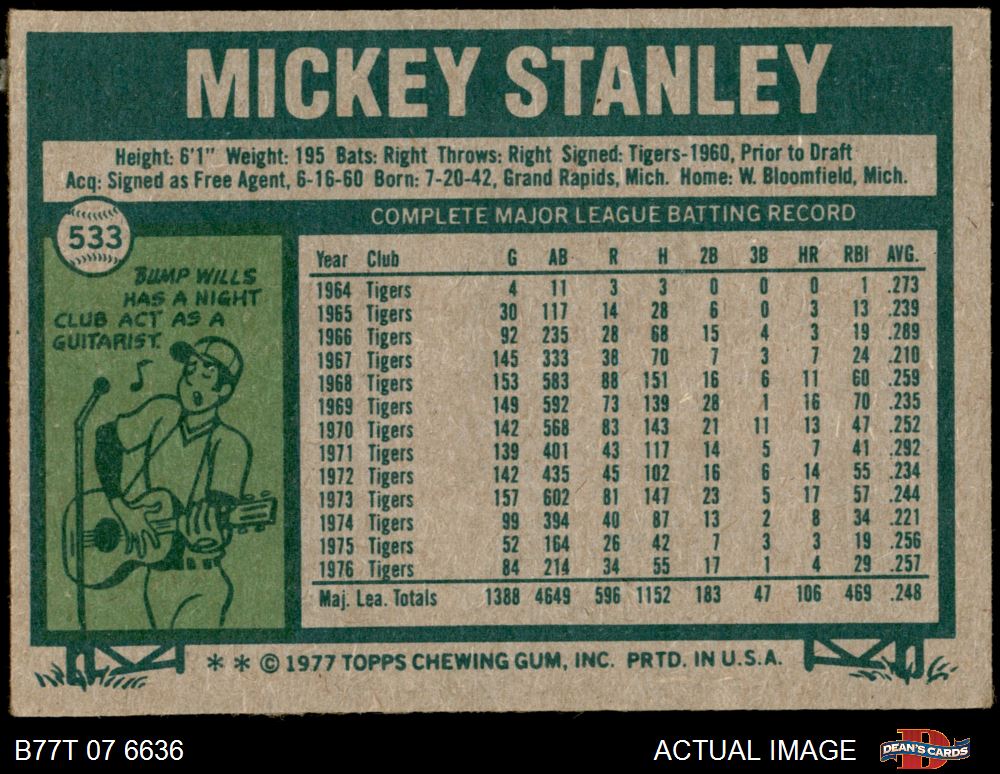 MICKEY STANLEY
Height: 6'1" Weight: 195 Bats: Right Throws: Right Signed: Tigers-1960, Prior to Draft
Acq: Signed as Free Agent, 6-16-60 Born: 7-20-42, Grand Rapids, Mich. Home: W. Bloomfield, Mich.
533
BUMP WILLS
HAS A NIGHT
CLUB ACT AS A
GUITARIST.
COMPLETE MAJOR LEAGUE BATTING RECORD
Year Club G AB R H 2B 3B HR RBI AVG.
1964 Tigers 4 11 3 3 0 0 0 1 .273
1965 Tigers 30 117 14 28 6 0 3 13 .239
1966 Tigers 92 235 28 68 15 4 3 19 .289
1967 Tigers 145 333 38 70 7 3 7 24 .210
1968 Tigers 153 583 88 151 16 6 11 60 .259
1969 Tigers 149 592 73 139 28 1 16 70 .235
1970 Tigers 142 568 83 143 21 11 13 47 .252
1971 Tigers 139 401 43 117 14 5 7 41 .292
1972 Tigers 142 435 45 102 16 6 14 55 .234
1973 Tigers 157 602 81 147 23 5 17 57 .244
1974 Tigers 99 394 40 87 13 2 8 34 .221
1975 Tigers 52 164 26 42 7 3 3 19 .256
1976 Tigers 84 214 34 55 17 1 4 29 .257
Maj. Lea. Totals 1388 4649 596 1152 183 47 106 469 .248
* * © 1977 TOPPS CHEWING GUM, INC. PRTD. IN U.S.A.
B77T 07 6636
ACTUAL IMAGE
DEAN'S CARDS